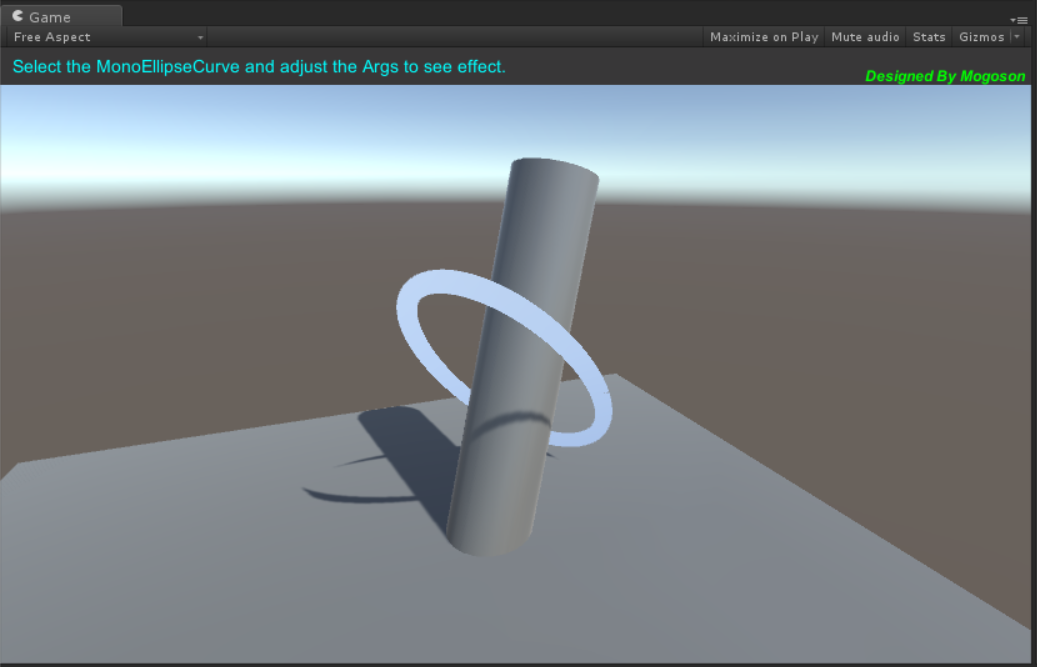 Game
Free Aspect Maximize on Play Mute audio Stats Gizmos
Select the MonoEllipseCurve and adjust the Args to see effect.
Designed By Mogoson